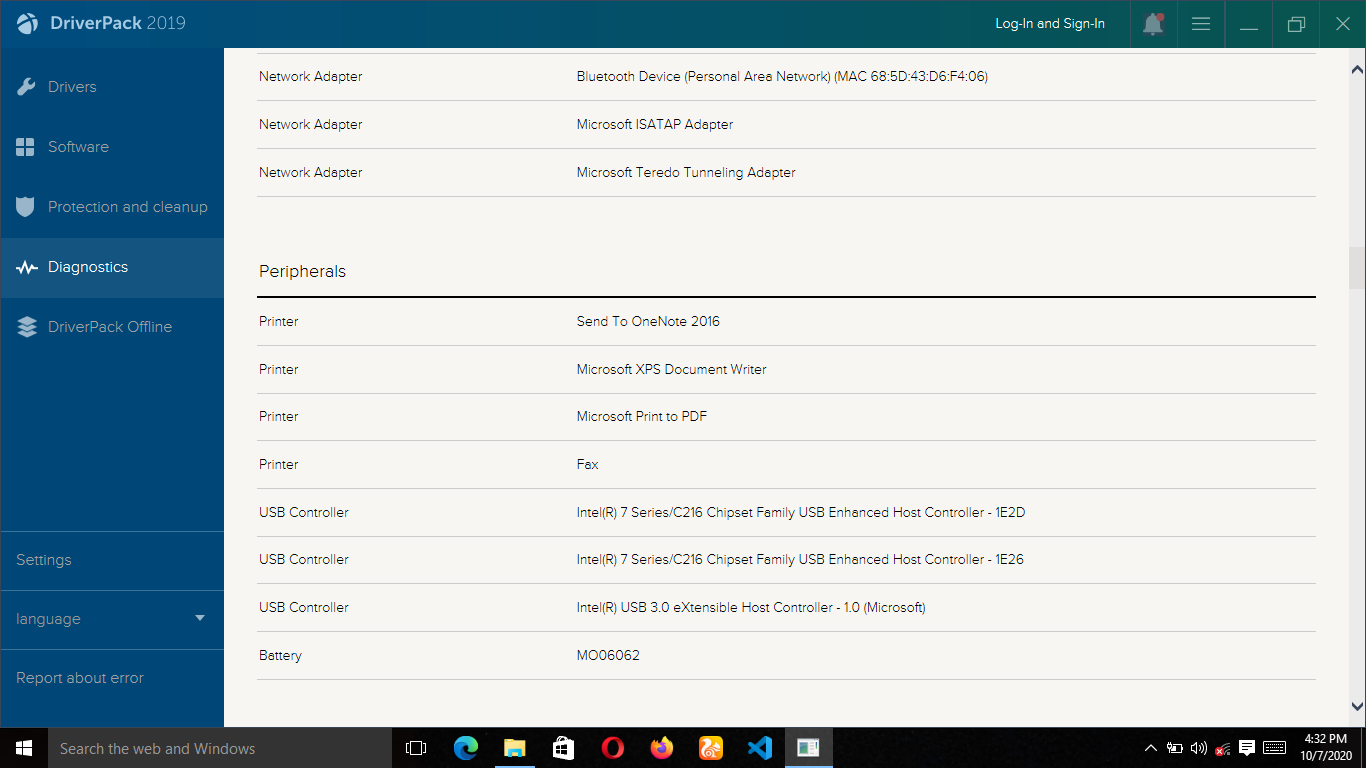 DriverPack 2019
Log-In and Sign-In
Drivers
Software
Protection and cleanup
Diagnostics
DriverPack Offline
Settings
language
Report about error
Network Adapter Bluetooth Device (Personal Area Network) (MAC 68:5D:43:D6:F4:06)
Network Adapter Microsoft ISATAP Adapter
Network Adapter Microsoft Teredo Tunneling Adapter
Peripherals
Printer Send To OneNote 2016
Printer Microsoft XPS Document Writer
Printer Microsoft Print to PDF
Printer Fax
USB Controller Intel(R) 7 Series/C216 Chipset Family USB Enhanced Host Controller - 1E2D
USB Controller Intel(R) 7 Series/C216 Chipset Family USB Enhanced Host Controller - 1E26
USB Controller Intel(R) USB 3.0 eXtensible Host Controller - 1.0 (Microsoft)
Battery MO06062
Search the web and Windows
4:32 PM
10/7/2020